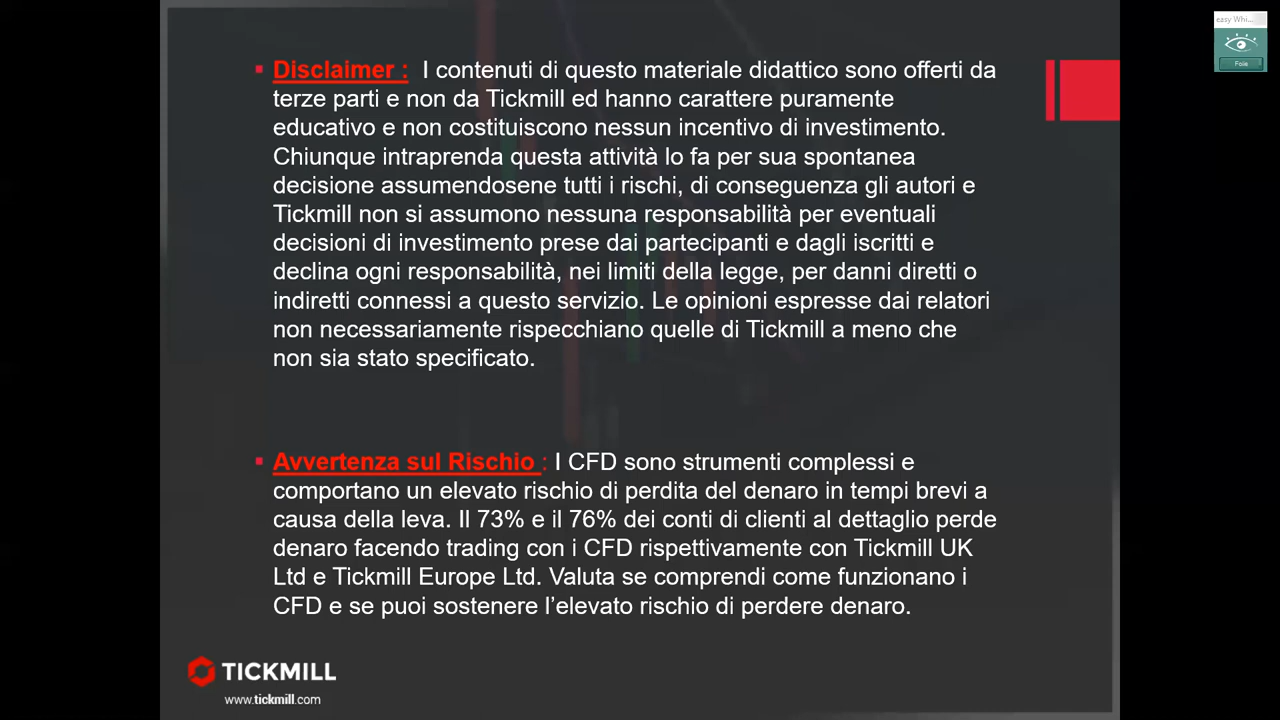 easy Whi...
Fole
Disclaimer : I contenuti di questo materiale didattico sono offerti da
terze parti e non da Tickmill ed hanno carattere puramente
educativo e non costituiscono nessun incentivo di investimento.
Chiunque intraprenda questa attività lo fa per sua spontanea
decisione assumendosene tutti i rischi, di conseguenza gli autori e
Tickmill non si assumono nessuna responsabilità per eventuali
decisioni di investimento prese dai partecipanti e dagli iscritti e
declina ogni responsabilità, nei limiti della legge, per danni diretti o
indiretti connessi a questo servizio. Le opinioni espresse dai relatori
non necessariamente rispecchiano quelle di Tickmill a meno che
non sia stato specificato.
Avvertenza sul Rischio : I CFD sono strumenti complessi e
comportano un elevato rischio di perdita del denaro in tempi brevi a
causa della leva. Il 73% e il 76% dei conti di clienti al dettaglio perde
denaro facendo trading con i CFD rispettivamente con Tickmill UK
Ltd e Tickmill Europe Ltd. Valuta se comprendi come funzionano i
CFD e se puoi sostenere l’elevato rischio di perdere denaro.
TICKMILL
www.tickmill.com